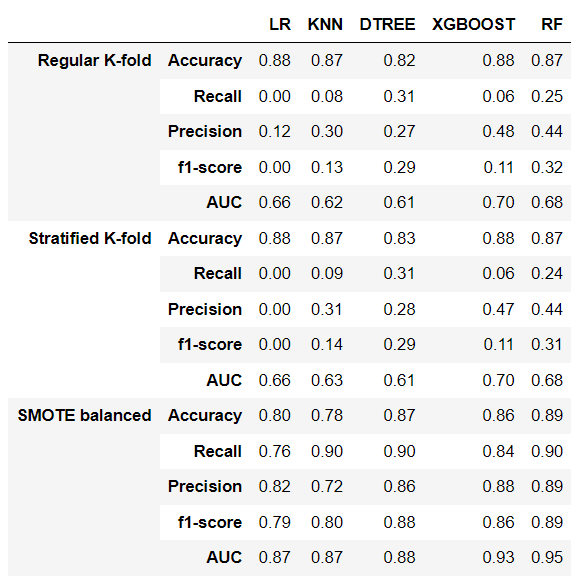 LR KNN DTREE XGBOOST RF
Regular K-fold Accuracy 0.88 0.87 0.82 0.88 0.87
Recall 0.00 0.08 0.31 0.06 0.25
Precision 0.12 0.30 0.27 0.48 0.44
f1-score 0.00 0.13 0.29 0.11 0.32
AUC 0.66 0.62 0.61 0.70 0.68
Stratified K-fold Accuracy 0.88 0.87 0.83 0.88 0.87
Recall 0.00 0.09 0.31 0.06 0.24
Precision 0.00 0.31 0.28 0.47 0.44
f1-score 0.00 0.14 0.29 0.11 0.31
AUC 0.66 0.63 0.61 0.70 0.68
SMOTE balanced Accuracy 0.80 0.78 0.87 0.86 0.89
Recall 0.76 0.90 0.90 0.84 0.90
Precision 0.82 0.72 0.86 0.88 0.89
f1-score 0.79 0.80 0.88 0.86 0.89
AUC 0.87 0.87 0.88 0.93 0.95